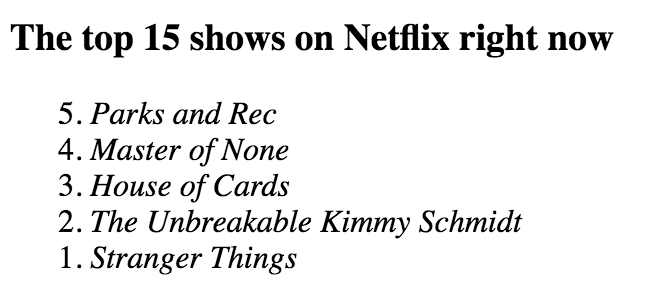 The top 15 shows on Netflix right now
5. Parks and Rec
4. Master of None
3. House of Cards
2. The Unbreakable Kimmy Schmidt
1. Stranger Things